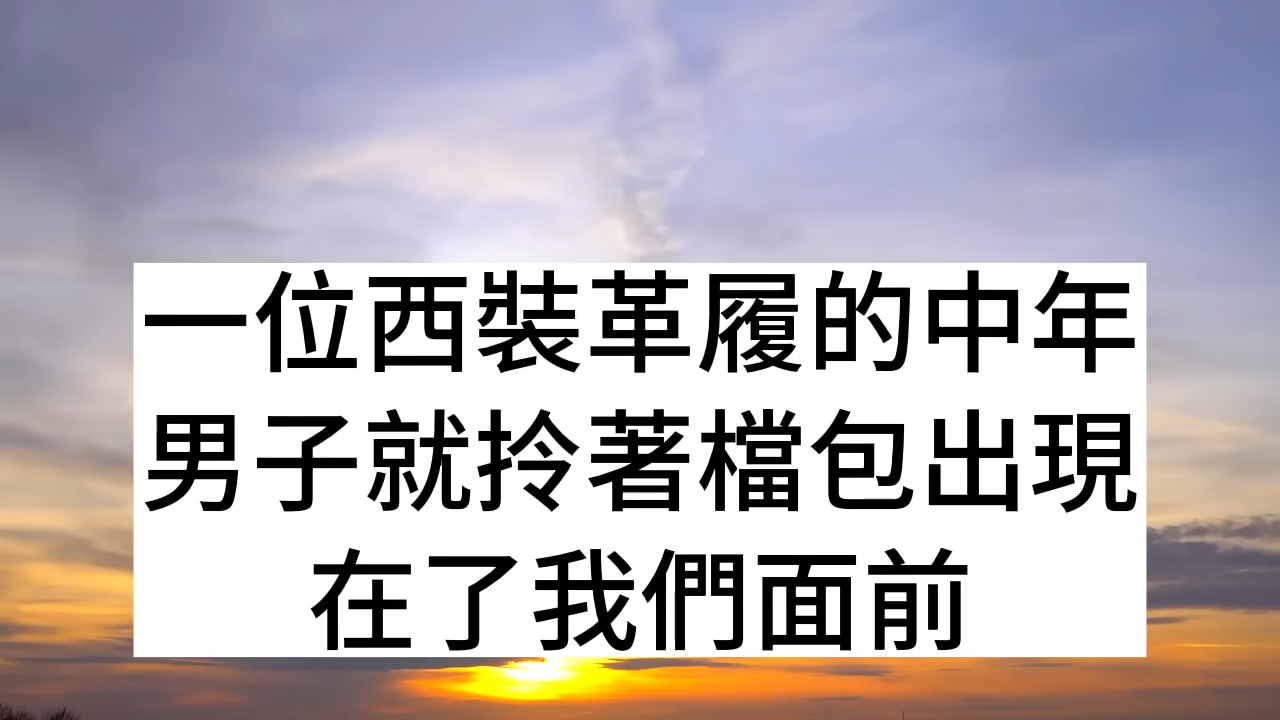 一位西裝革履的中年
男子就拎著檔包出現
在了我們面前